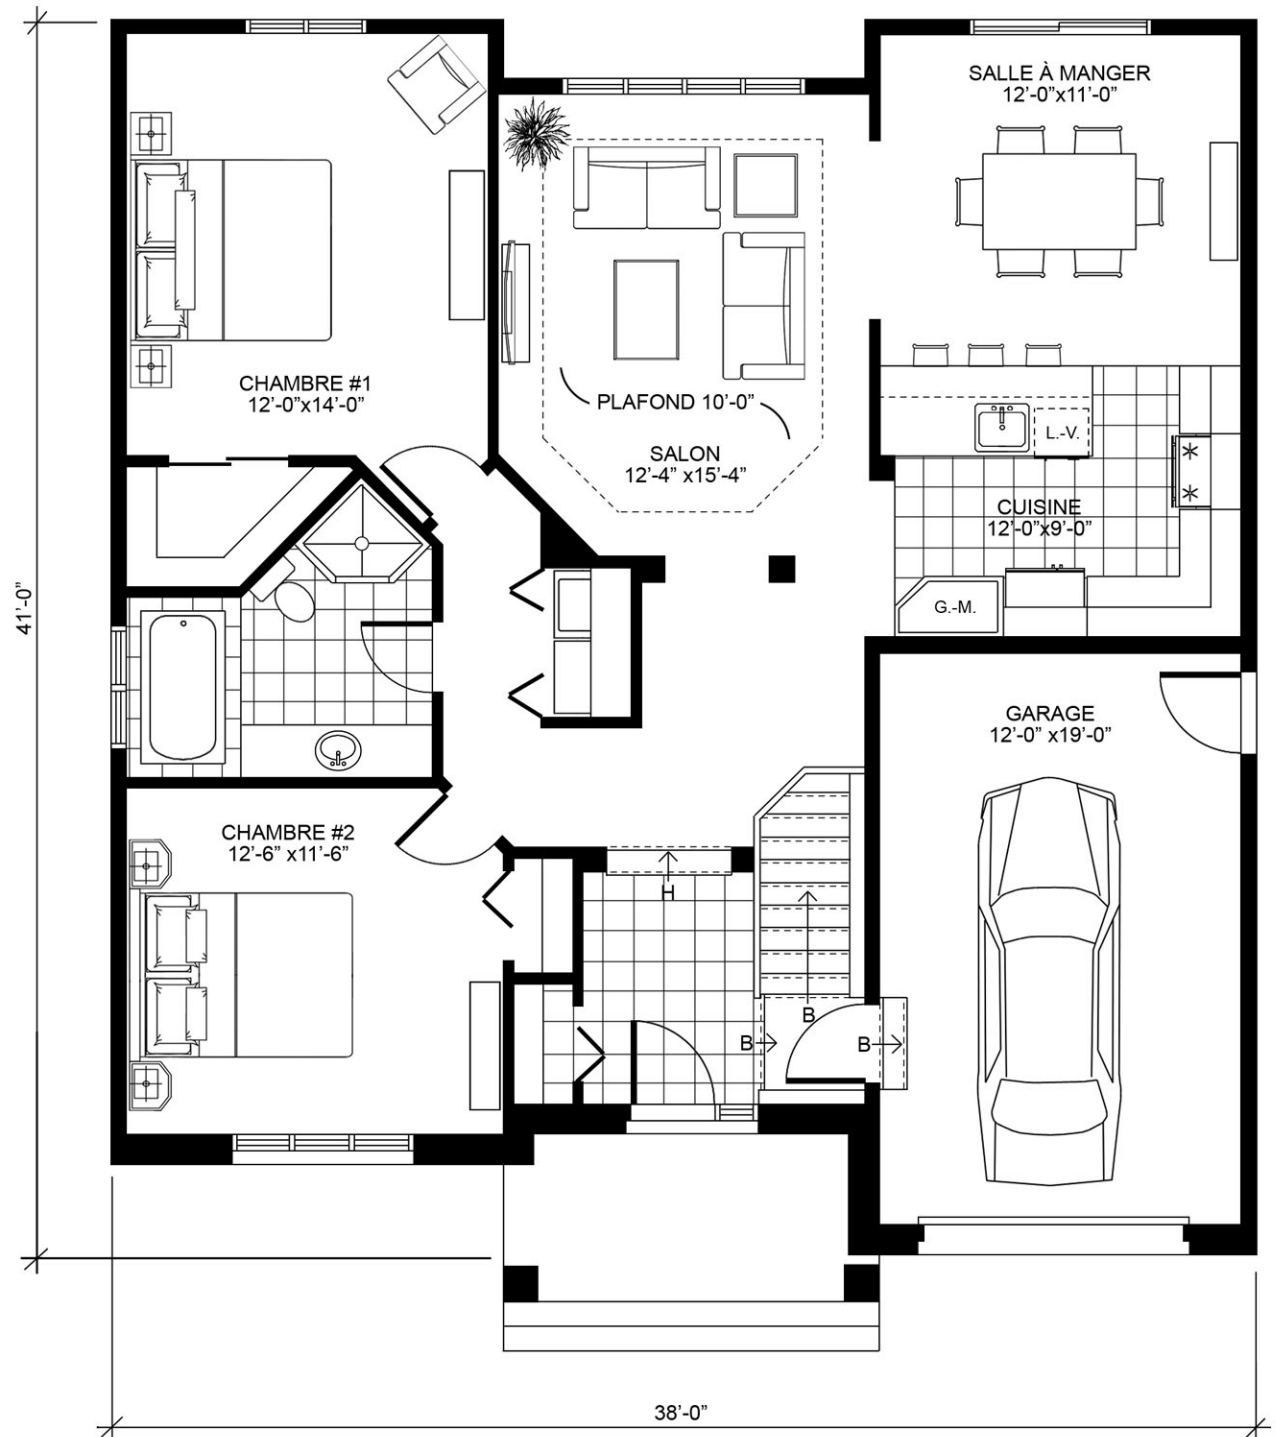 SALLE À MANGER
12'-0"x11'-0"
CHAMBRE #1
12'-0"x14'-0"
PLAFOND 10'-0"
SALON
12'-4" x15'-4"
L.-V.
CUISINE
12'-0"x9'-0"
G.-M.
41'-0"
GARAGE
12'-0" x19'-0"
CHAMBRE #2
12'-6" x11'-6"
H
B
B
B
38'-0"